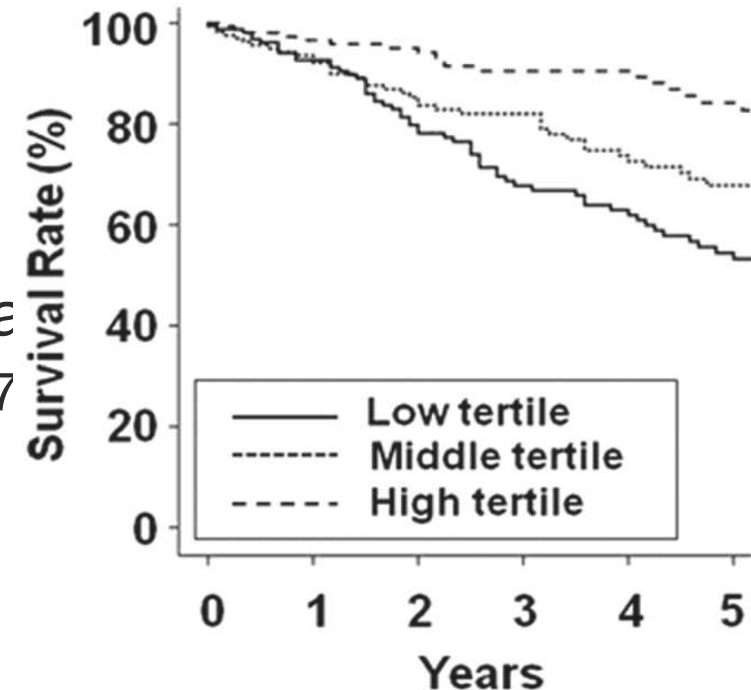 100
80
60
40
20
0
Survival Rate (%)
a
7
Low tertile
Middle tertile
High tertile
0 1 2 3 4 5
Years